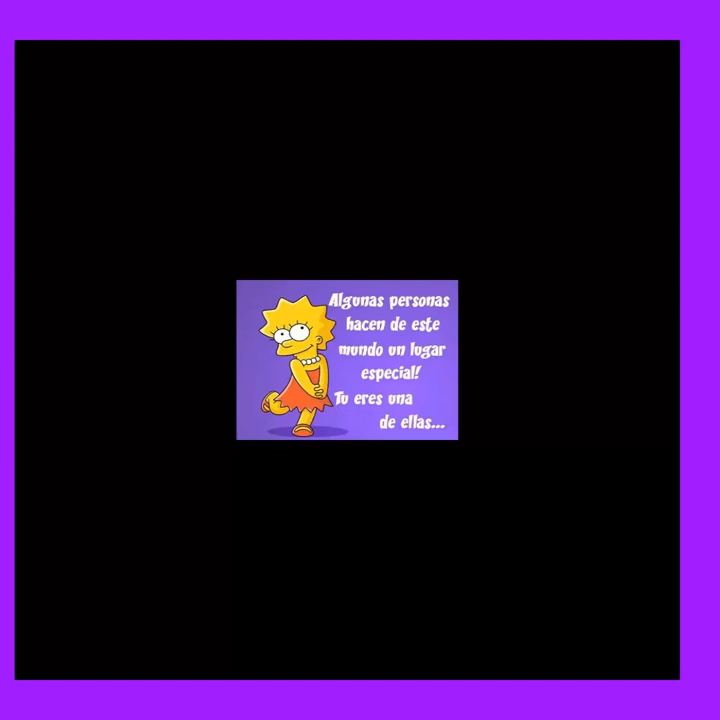 Algunas personas
hacen de este
mundo un lugar
especial!
Tu eres una
de ellas...